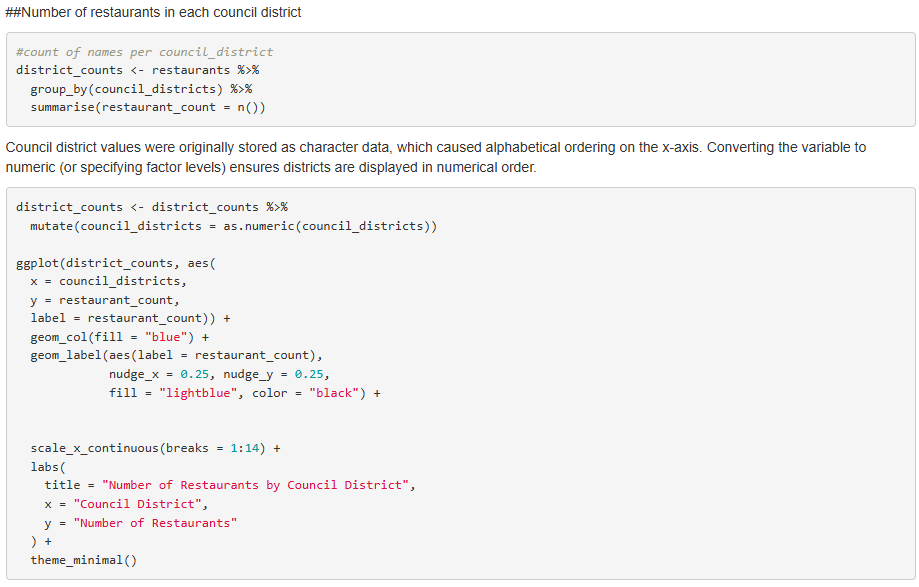 ##Number of restaurants in each council district
#count of names per council_district
district_counts <- restaurants %>%
  group_by(council_districts) %>%
  summarise(restaurant_count = n())
Council district values were originally stored as character data, which caused alphabetical ordering on the x-axis. Converting the variable to
numeric (or specifying factor levels) ensures districts are displayed in numerical order.
district_counts <- district_counts %>%
  mutate(council_districts = as.numeric(council_districts))
ggplot(district_counts, aes(
  x = council_districts,
  y = restaurant_count,
  label = restaurant_count)) +
  geom_col(fill = "blue") +
  geom_label(aes(label = restaurant_count),
             nudge_x = 0.25, nudge_y = 0.25,
             fill = "lightblue", color = "black") +
  scale_x_continuous(breaks = 1:14) +
  labs(
    title = "Number of Restaurants by Council District",
    x = "Council District",
    y = "Number of Restaurants"
  ) +
  theme_minimal()